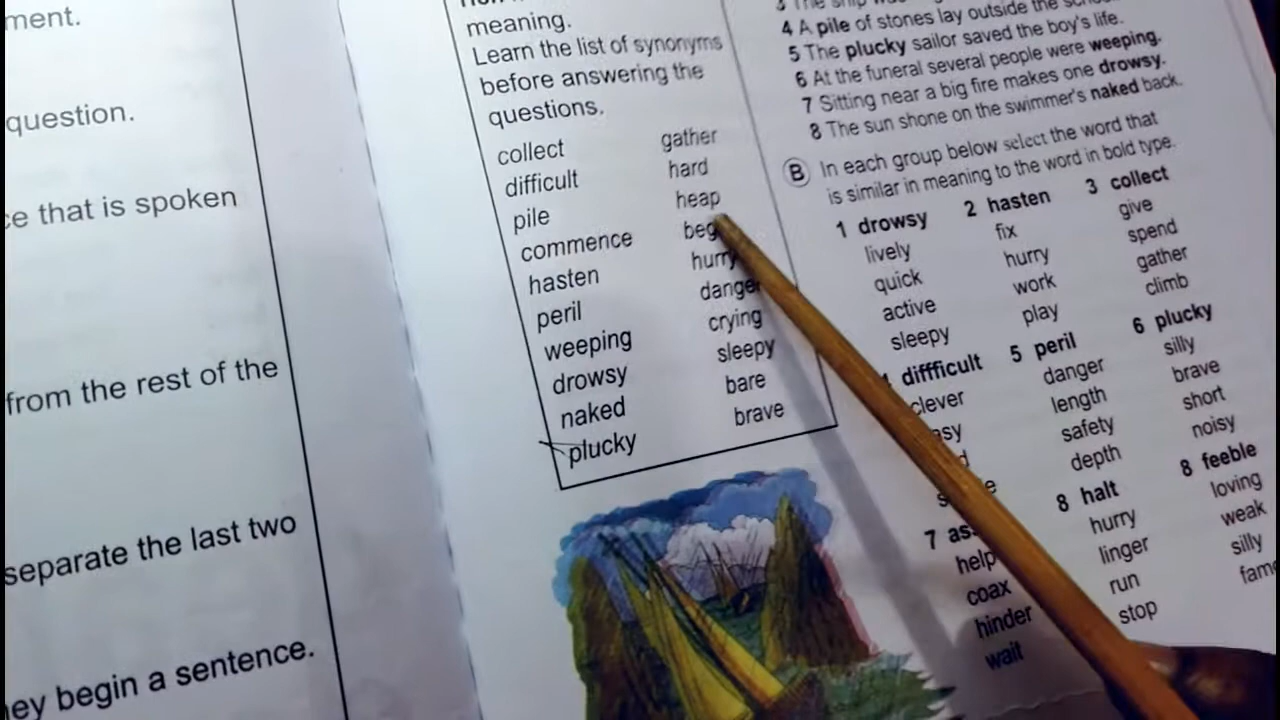 ment.
question.
that is spoken
from the rest of the
separate the last two
begin a sentence.
meaning.
Learn the list of synonyms
before answering the
questions.
collect gather
difficult hard
pile heap
commence
hasten hurry
peril danger
weeping crying
drowsy sleepy
naked bare
plucky brave
4 A pile of stones lay outside the
5 The plucky sailor saved the boy's life.
6 At the funeral several people were weeping.
7 Sitting near a big fire makes one drowsy.
8 The sun shone on the swimmer's naked back.
B In each group below select the word that
is similar in meaning to the word in bold type.
1 drowsy
lively
quick
active
sleepy
2 hasten
fix
hurry
work
play
3 collect
give
spend
gather
climb
diffficult
clever
5 peril
danger
length
safety
depth
6 plucky
silly
brave
short
noisy
7
help
coax
hinder
wait
8 halt
hurry
linger
run
stop
8 feeble
loving
weak
silly